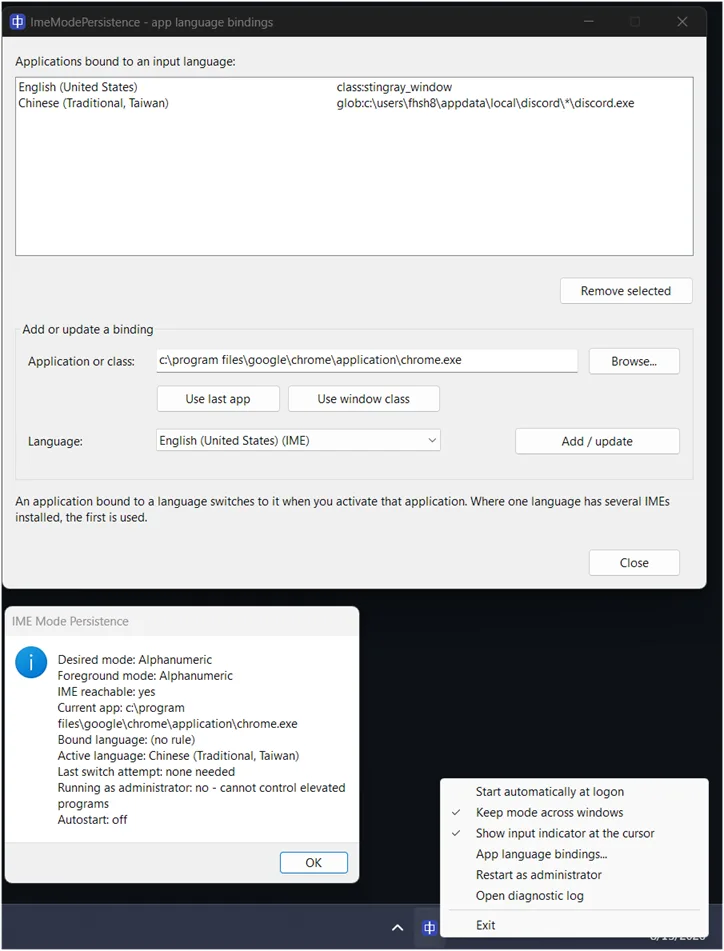 中 ImeModePersistence - app language bindings
Applications bound to an input language:
English (United States) class:stingray_window
Chinese (Traditional, Taiwan) glob:c:\users\fhsh8\appdata\local\discord\*\discord.exe
Remove selected
Add or update a binding
Application or class: c:\program files\google\chrome\application\chrome.exe Browse...
Use last app Use window class
Language: English (United States) (IME) Add / update
An application bound to a language switches to it when you activate that application. Where one language has several IMEs
installed, the first is used.
Close
IME Mode Persistence
Desired mode: Alphanumeric
Foreground mode: Alphanumeric
IME reachable: yes
Current app: c:\program
files\google\chrome\application\chrome.exe
Bound language: (no rule)
Active language: Chinese (Traditional, Taiwan)
Last switch attempt: none needed
Running as administrator: no - cannot control elevated
programs
Autostart: off
OK
Start automatically at logon
Keep mode across windows
Show input indicator at the cursor
App language bindings...
Restart as administrator
Open diagnostic log
Exit
中